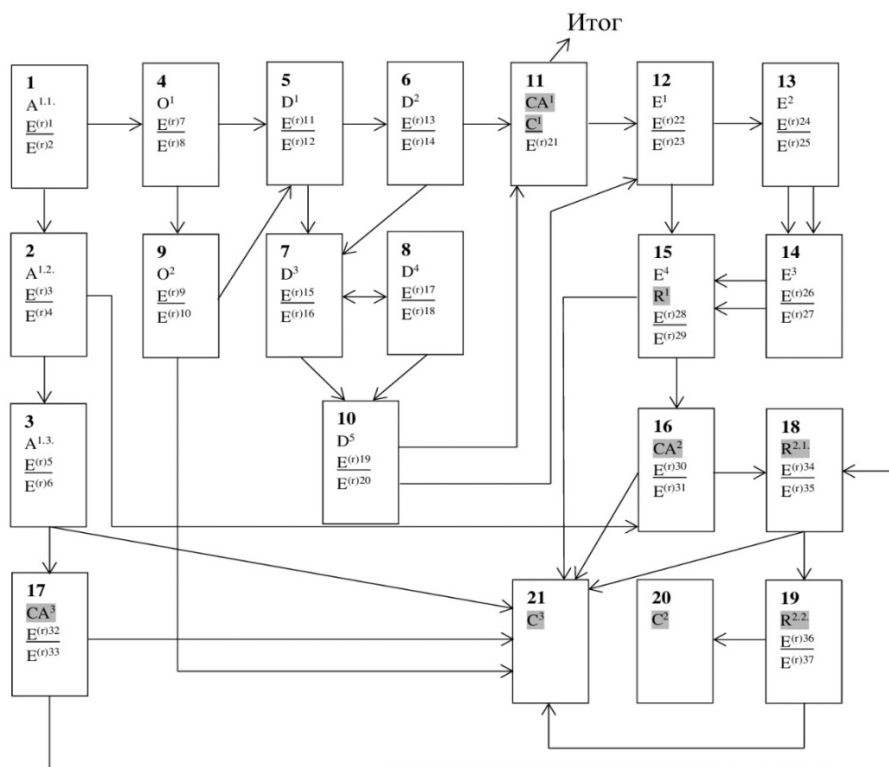 Итог
1
A1.1.
E(r)1
E(r)2
4
O1
E(r)7
E(r)8
5
D1
E(r)11
E(r)12
6
D2
E(r)13
E(r)14
11
CA1
C1
E(r)21
12
E1
E(r)22
E(r)23
13
E2
E(r)24
E(r)25
2
A1.2.
E(r)3
E(r)4
9
O2
E(r)9
E(r)10
7
D3
E(r)15
E(r)16
8
D4
E(r)17
E(r)18
15
E4
R1
E(r)28
E(r)29
14
E3
E(r)26
E(r)27
3
A1.3.
E(r)5
E(r)6
10
D5
E(r)19
E(r)20
16
CA2
E(r)30
E(r)31
18
R2.1.
E(r)34
E(r)35
17
CA3
E(r)32
E(r)33
21
C3
20
C2
19
R2.2.
E(r)36
E(r)37